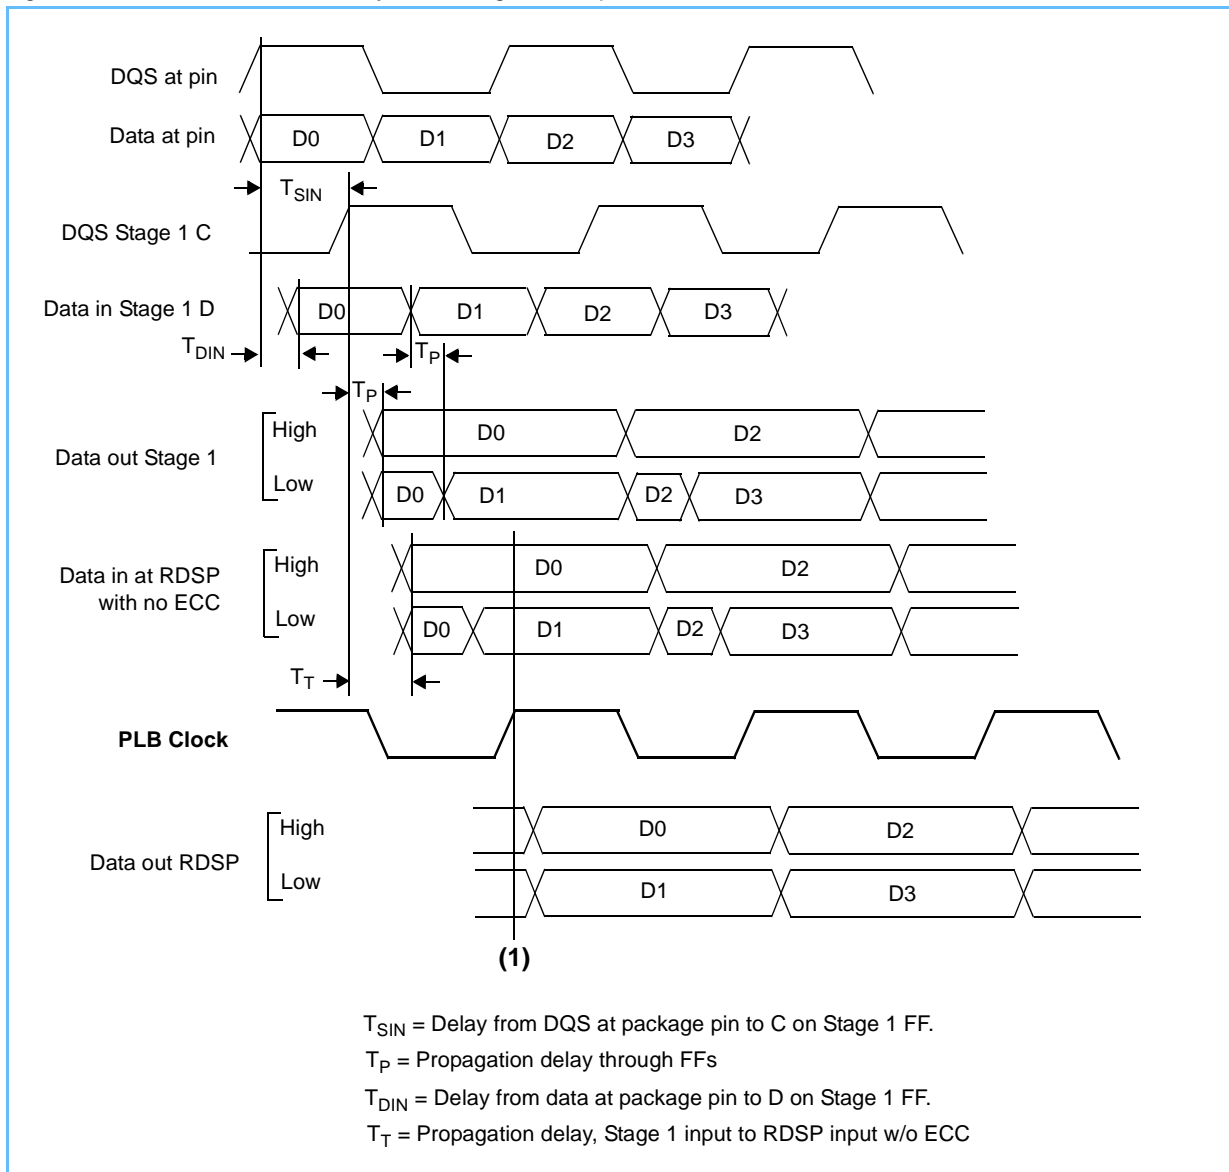 DQS at pin
Data at pin
D0 D1 D2 D3
TSIN
DQS Stage 1 C
Data in Stage 1 D
D0 D1 D2 D3
TDIN
TP
TP
High
D0 D2
Data out Stage 1
Low
D0 D1 D2 D3
Data in at RDSP
with no ECC
High
D0 D2
Low
D0 D1 D2 D3
TT
PLB Clock
High
D0 D2
Data out RDSP
Low
D1 D3
(1)
TSIN = Delay from DQS at package pin to C on Stage 1 FF.
TP = Propagation delay through FFs
TDIN = Delay from data at package pin to D on Stage 1 FF.
TT = Propagation delay, Stage 1 input to RDSP input w/o ECC